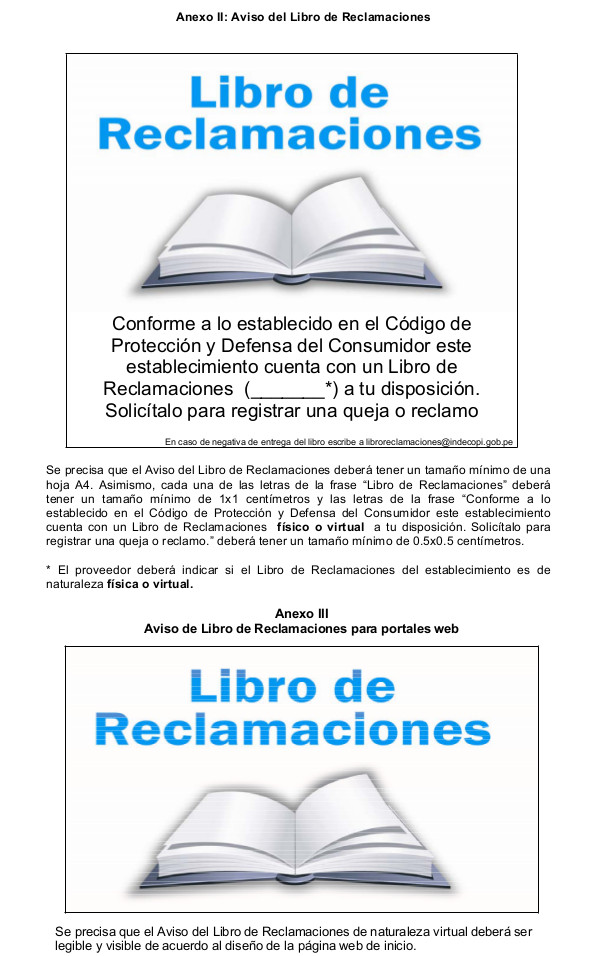 Anexo II: Aviso del Libro de Reclamaciones
Libro de
Reclamaciones
Conforme a lo establecido en el Código de
Protección y Defensa del Consumidor este
establecimiento cuenta con un Libro de
Reclamaciones (_______*) a tu disposición.
Solicítalo para registrar una queja o reclamo
En caso de negativa de entrega del libro escribe a libroreclamaciones@indecopi.gob.pe
Se precisa que el Aviso del Libro de Reclamaciones deberá tener un tamaño mínimo de una
hoja A4. Asimismo, cada una de las letras de la frase “Libro de Reclamaciones” deberá
tener un tamaño mínimo de 1x1 centímetros y las letras de la frase “Conforme a lo
establecido en el Código de Protección y Defensa del Consumidor este establecimiento
cuenta con un Libro de Reclamaciones físico o virtual a tu disposición. Solicítalo para
registrar una queja o reclamo.” deberá tener un tamaño mínimo de 0.5x0.5 centímetros.
* El proveedor deberá indicar si el Libro de Reclamaciones del establecimiento es de
naturaleza física o virtual.
Anexo III
Aviso de Libro de Reclamaciones para portales web
Libro de
Reclamaciones
Se precisa que el Aviso del Libro de Reclamaciones de naturaleza virtual deberá ser
legible y visible de acuerdo al diseño de la página web de inicio.